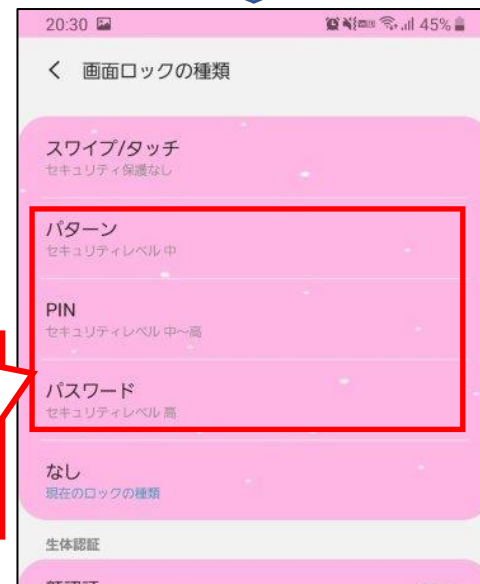 20:30 45%
画面ロックの種類
スワイプ/タッチ
セキュリティ保護なし
パターン
セキュリティレベル 中
PIN
セキュリティレベル 中～高
パスワード
セキュリティレベル 高
なし
現在のロックの種類
生体認証